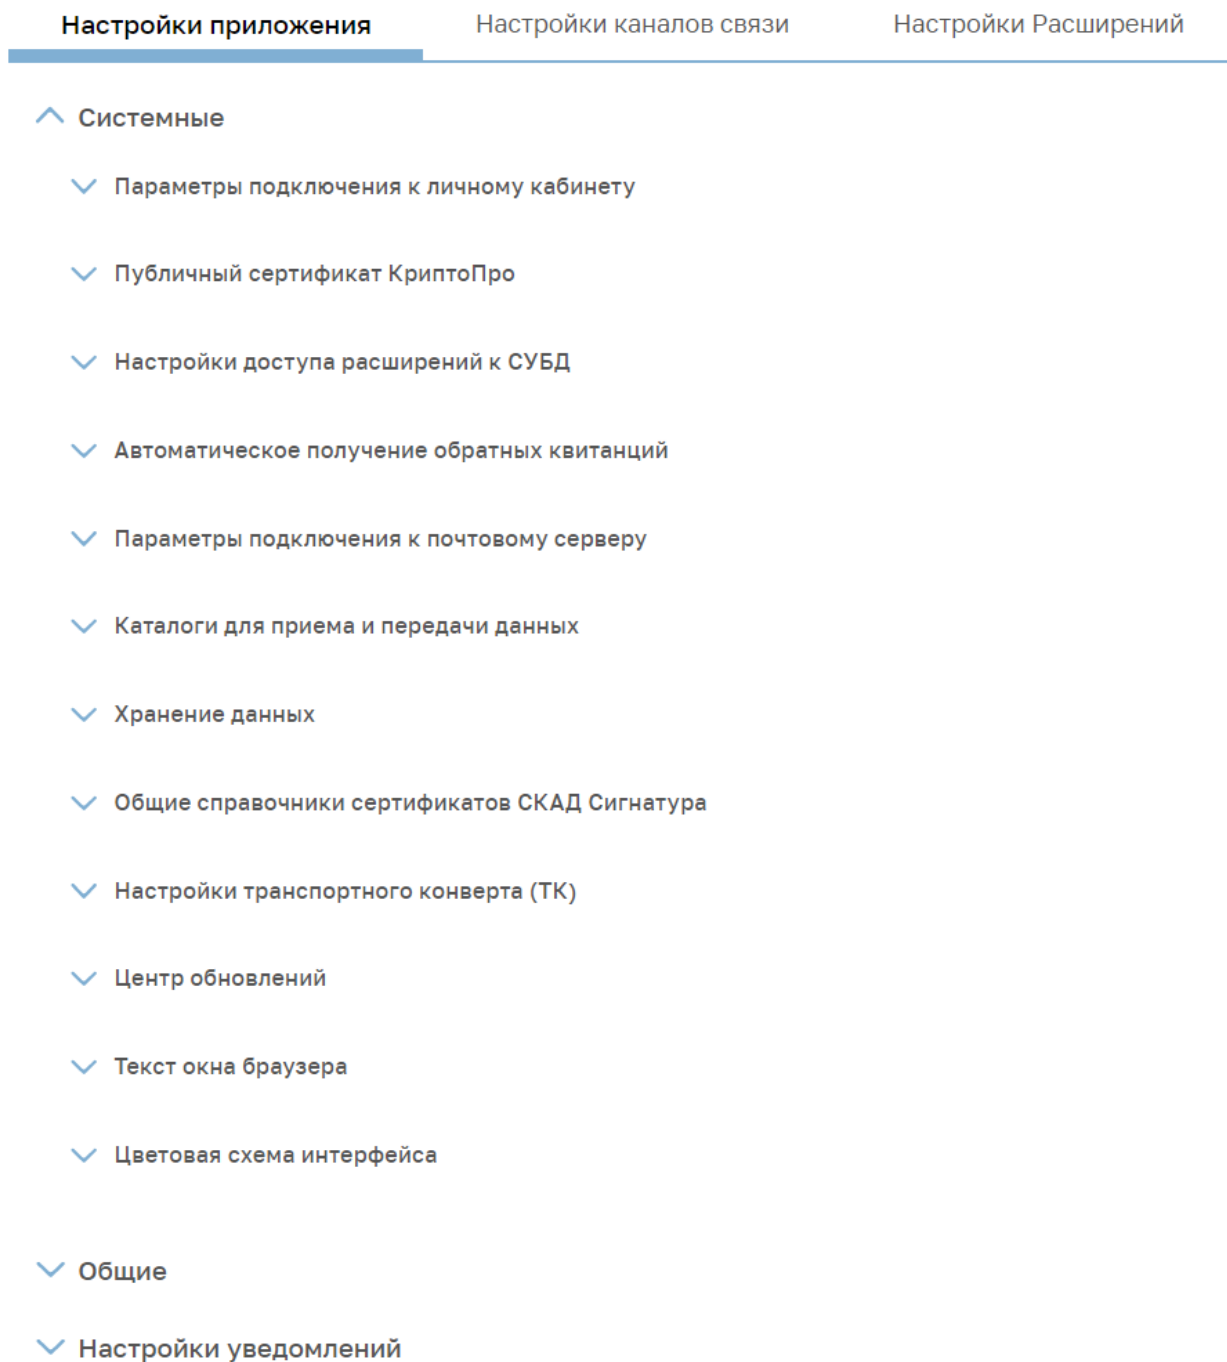 Настройки приложения Настройки каналов связи Настройки Расширений
Системные
Параметры подключения к личному кабинету
Публичный сертификат КриптоПро
Настройки доступа расширений к СУБД
Автоматическое получение обратных квитанций
Параметры подключения к почтовому серверу
Каталоги для приема и передачи данных
Хранение данных
Общие справочники сертификатов СКАД Сигнатура
Настройки транспортного конверта (ТК)
Центр обновлений
Текст окна браузера
Цветовая схема интерфейса
Общие
Настройки уведомлений